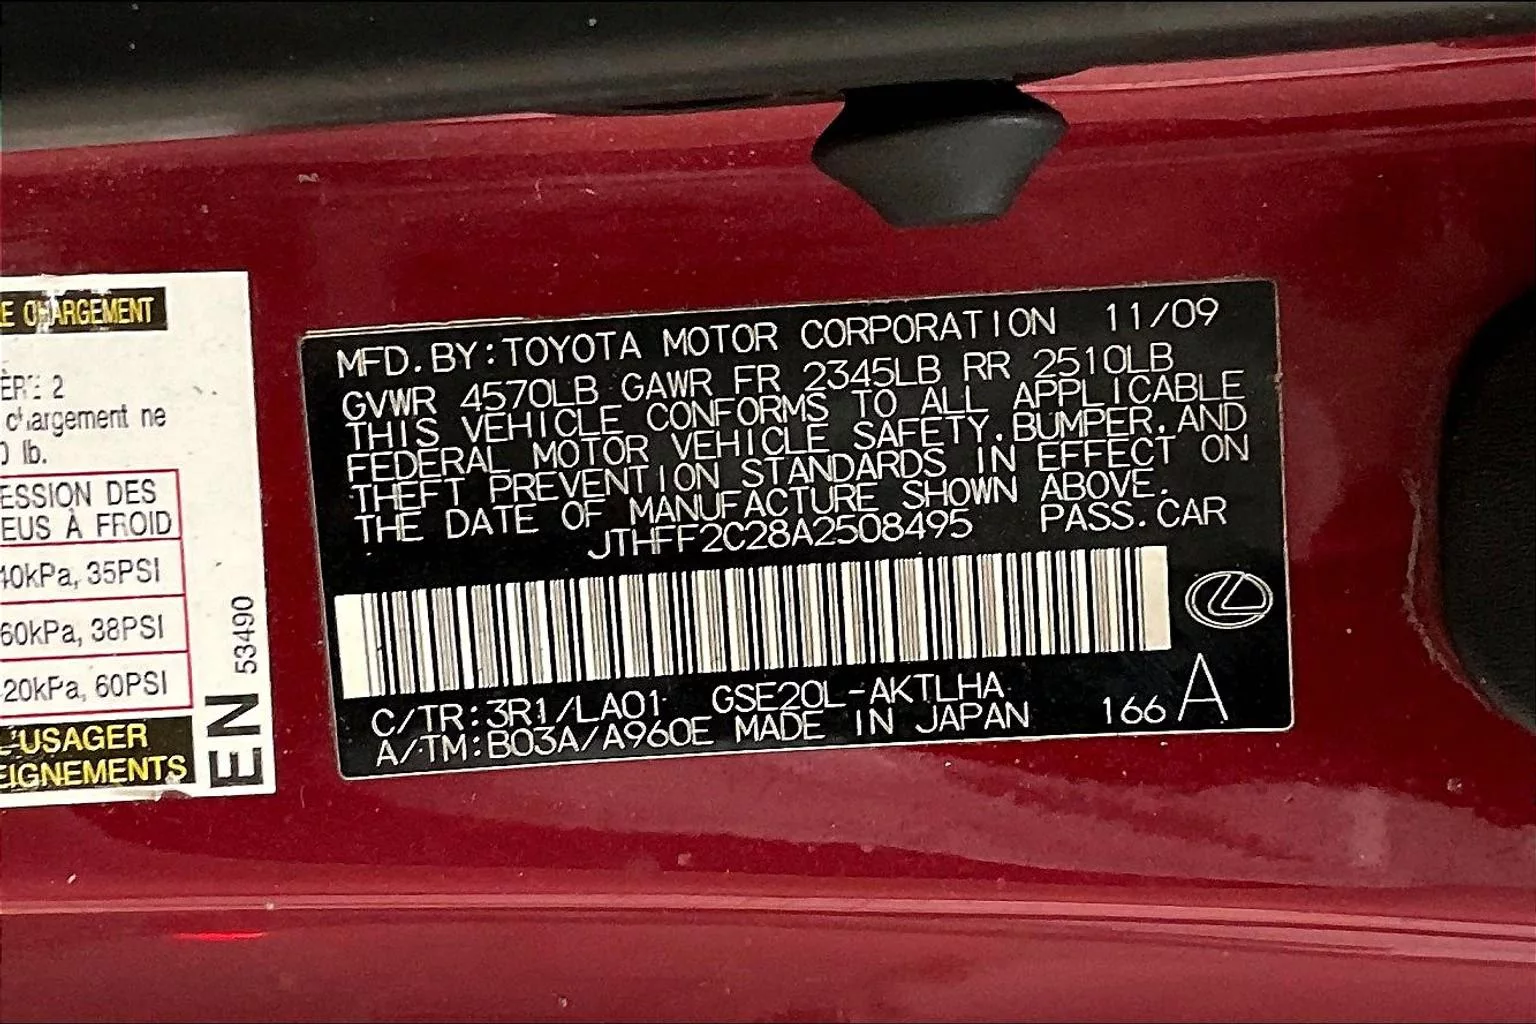 E CHARGEMENT
2
chargement ne
lb.
ESSION DES
EUS À FROID
40kPa, 35PSI
60kPa, 38PSI
20kPa, 60PSI
L'USAGER
EIGNEMENTS
EN 53490
MFD. BY: TOYOTA MOTOR CORPORATION 11/09
GVWR 4570LB GAWR FR 2345LB RR 2510LB
THIS VEHICLE CONFORMS TO ALL APPLICABLE
FEDERAL MOTOR VEHICLE SAFETY, BUMPER, AND
THEFT PREVENTION STANDARDS IN EFFECT ON
THE DATE OF MANUFACTURE SHOWN ABOVE.
JTHFF2C28A2508495 PASS. CAR
C/TR: 3R1/LA01 GSE20L-AKTLHA
A/TM: B03A/A960E MADE IN JAPAN 166 A